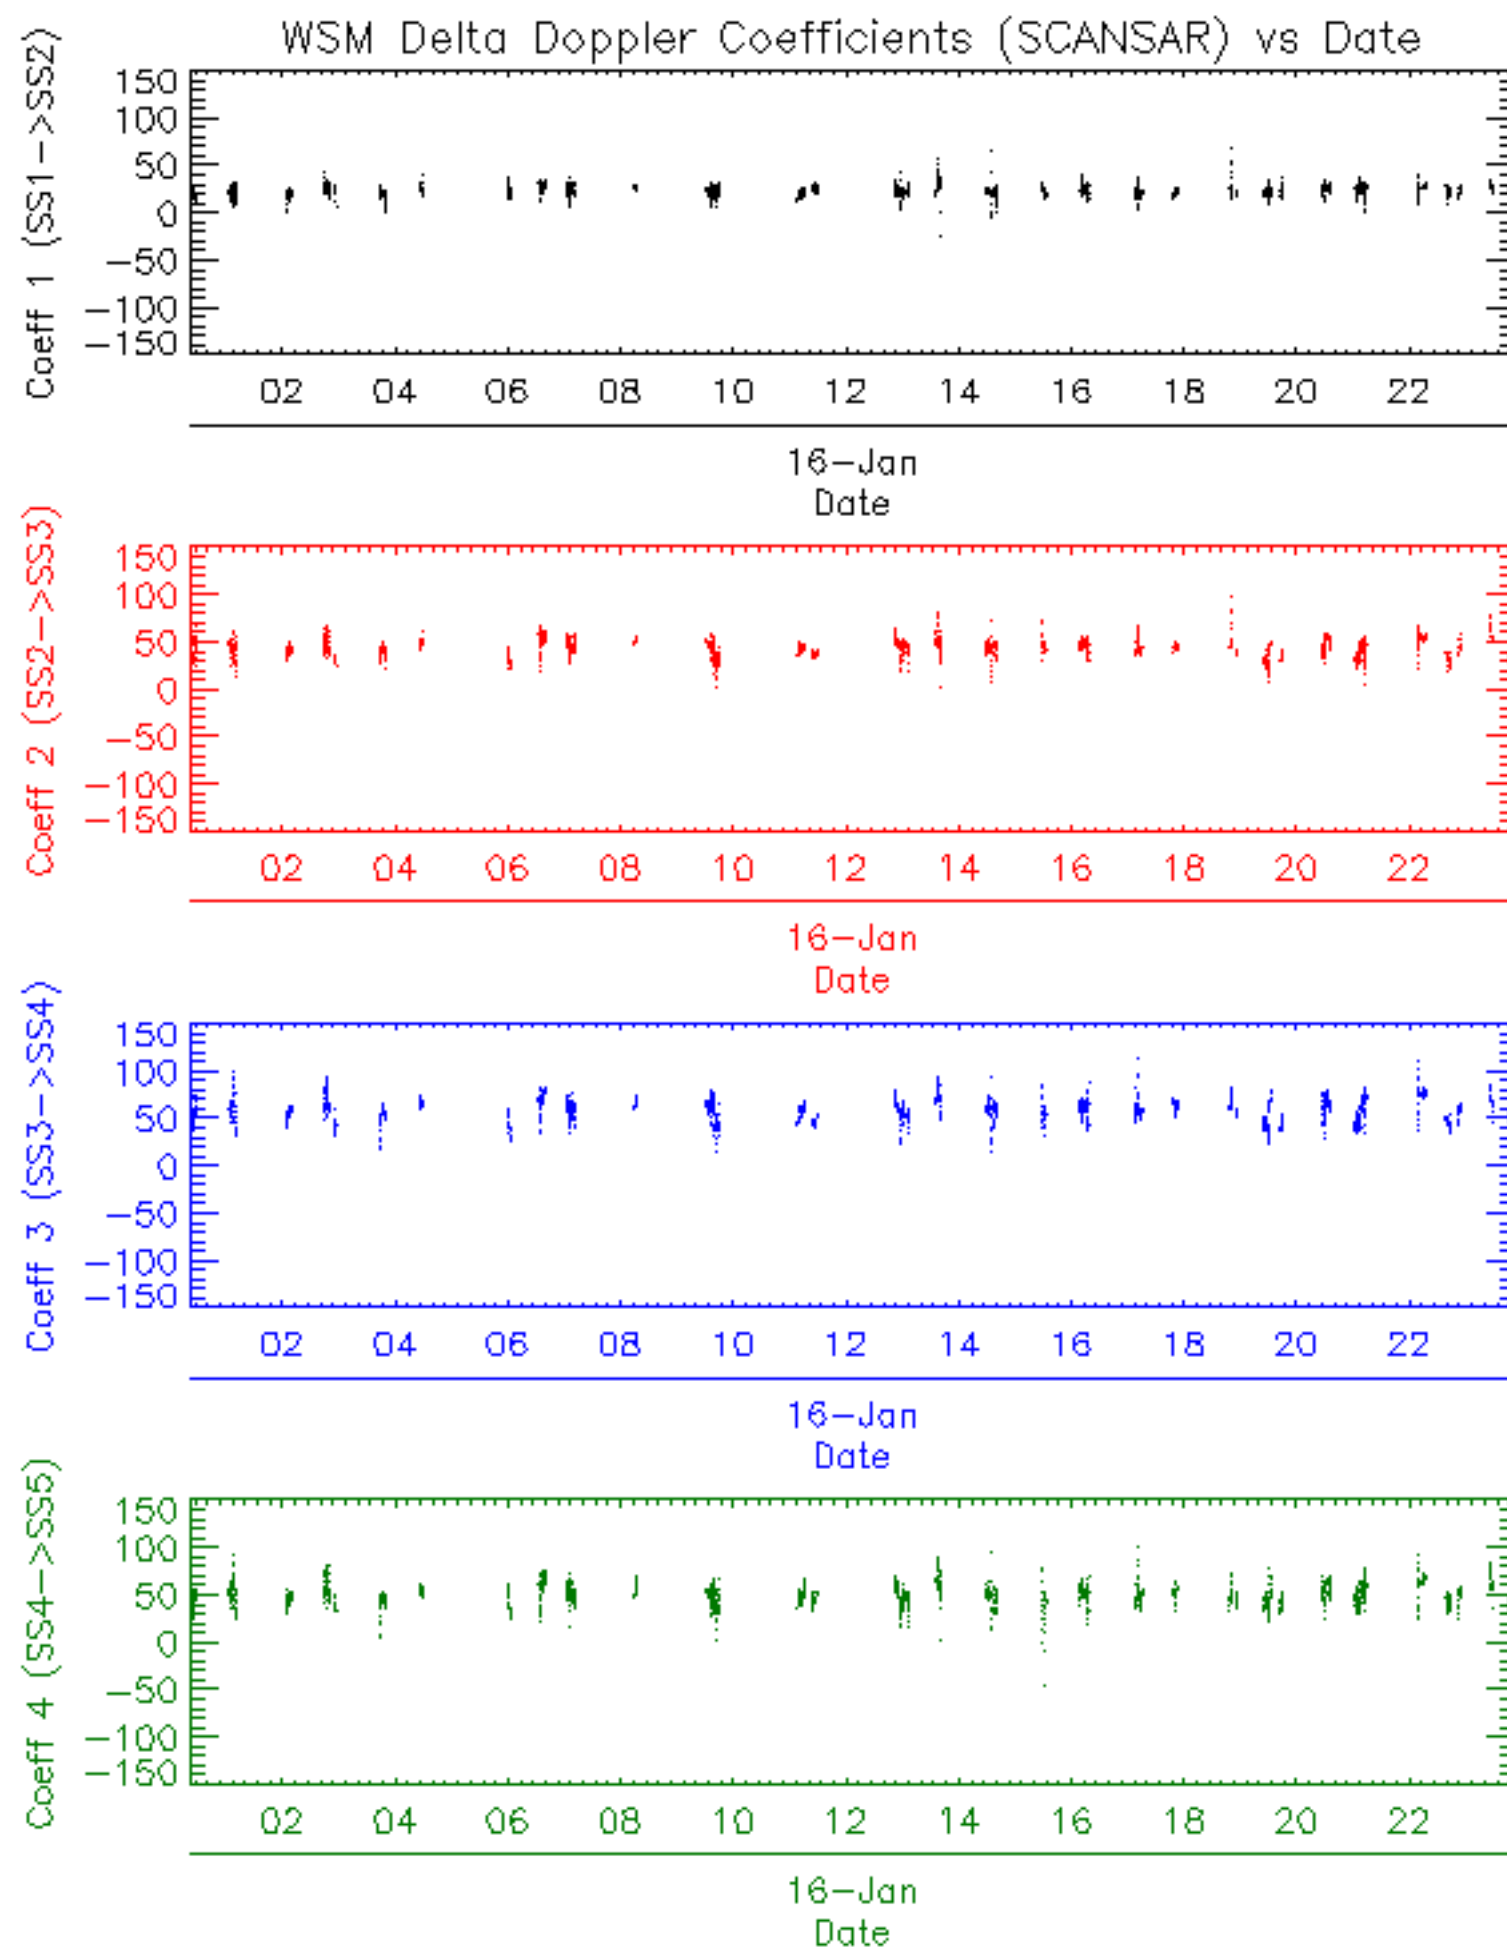 WSM Delta Doppler Coefficients (SCANSAR) vs Date
Coeff 1 (SS1->SS2)
150
100
50
0
-50
-100
-150
02 04 06 08 10 12 14 16 18 20 22
16-Jan
Date
Coeff 2 (SS2->SS3)
150
100
50
0
-50
-100
-150
02 04 06 08 10 12 14 16 18 20 22
16-Jan
Date
Coeff 3 (SS3->SS4)
150
100
50
0
-50
-100
-150
02 04 06 08 10 12 14 16 18 20 22
16-Jan
Date
Coeff 4 (SS4->SS5)
150
100
50
0
-50
-100
-150
02 04 06 08 10 12 14 16 18 20 22
16-Jan
Date